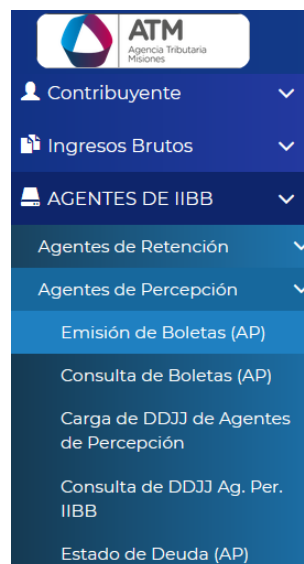 ATM
Agencia Tributaria
Misiones
Contribuyente
Ingresos Brutos
AGENTES DE IIBB
Agentes de Retención
Agentes de Percepción
Emisión de Boletas (AP)
Consulta de Boletas (AP)
Carga de DDJJ de Agentes
de Percepción
Consulta de DDJJ Ag. Per.
IIBB
Estado de Deuda (AP)